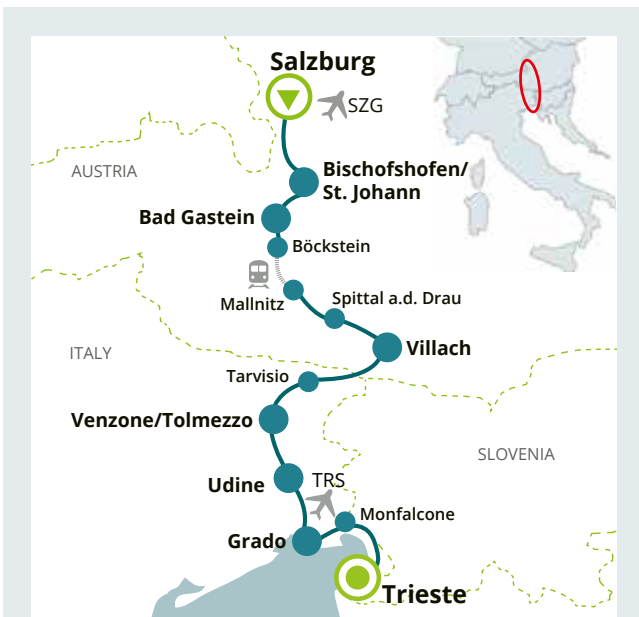 Salzburg
SZG
AUSTRIA
Bischofshofen/
St. Johann
Bad Gastein
Böckstein
Mallnitz
Spittal a.d. Drau
ITALY
Villach
Tarvisio
Venzone/Tolmezzo
SLOVENIA
Udine
TRS
Monfalcone
Grado
Trieste